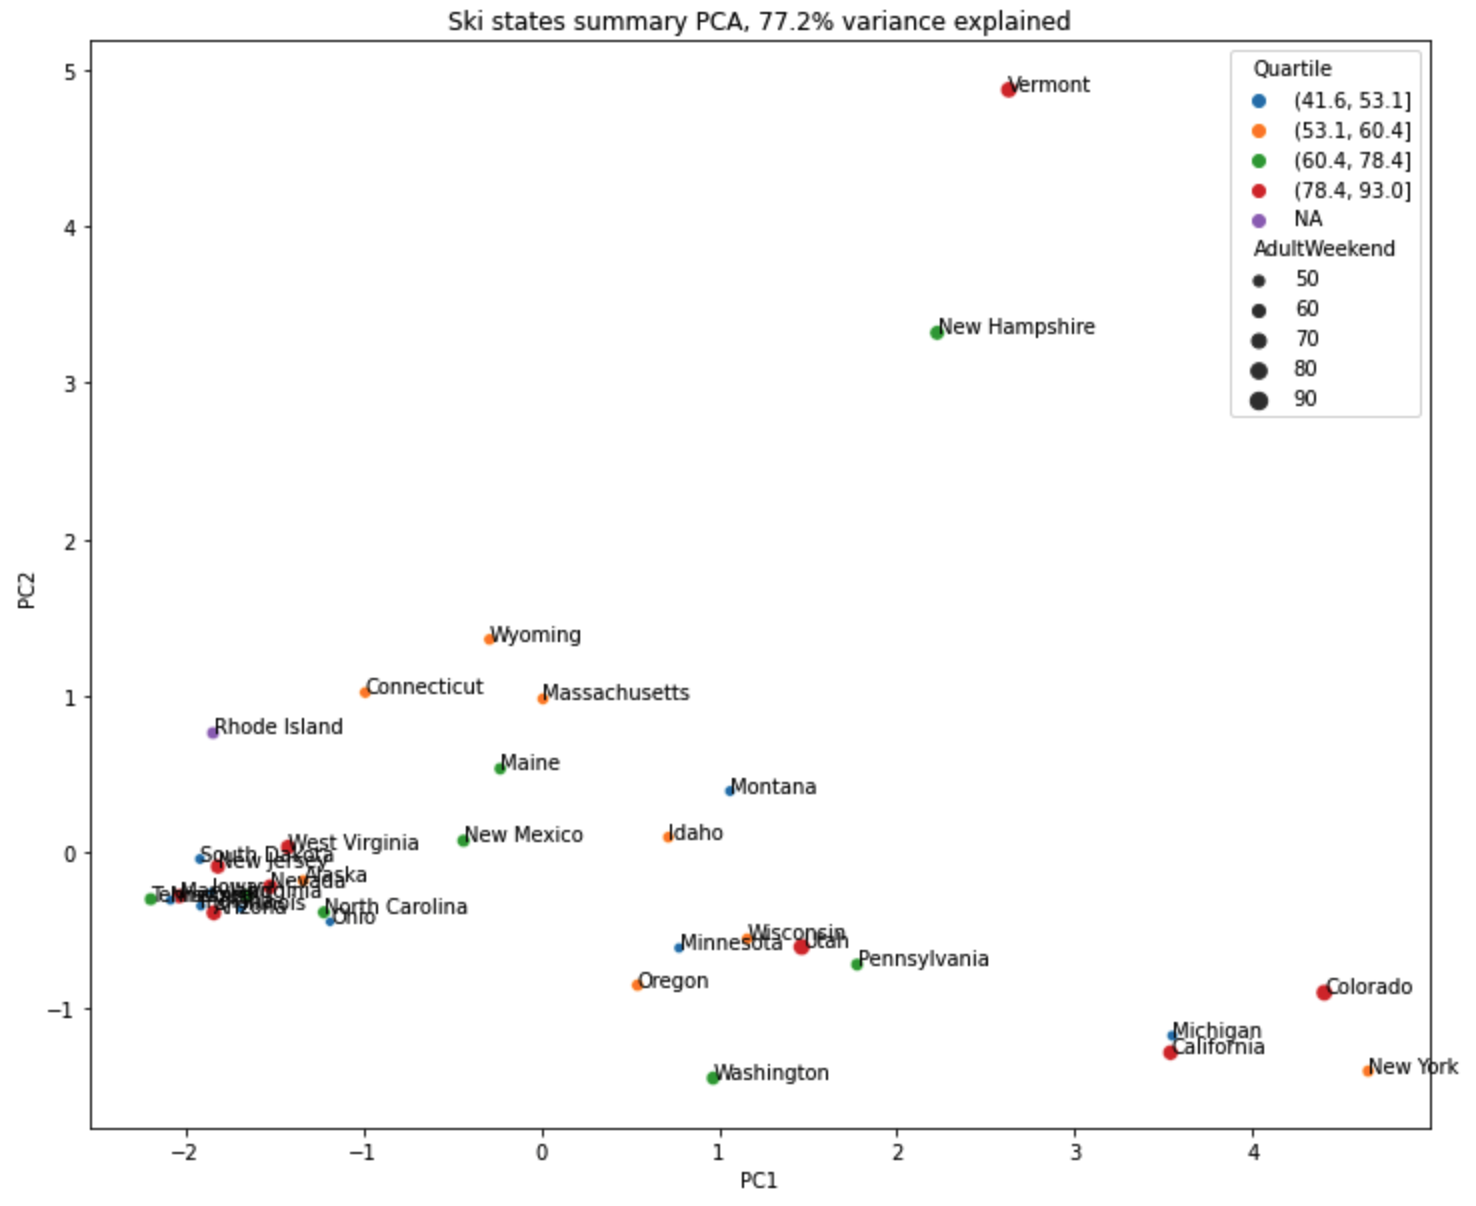 Ski states summary PCA, 77.2% variance explained
5
4
3
2
1
0
−1
PC2
Quartile
(41.6, 53.1]
(53.1, 60.4]
(60.4, 78.4]
(78.4, 93.0]
NA
AdultWeekend
50
60
70
80
90
Vermont
New Hampshire
Wyoming
Connecticut
Massachusetts
Rhode Island
Maine
Montana
New Mexico
Idaho
West Virginia
South Dakota
New Jersey
Alaska
Nevada
North Carolina
Ohio
Wisconsin
Utah
Minnesota
Pennsylvania
Oregon
Colorado
Michigan
California
New York
Washington
−2
−1
0
1
2
3
4
PC1